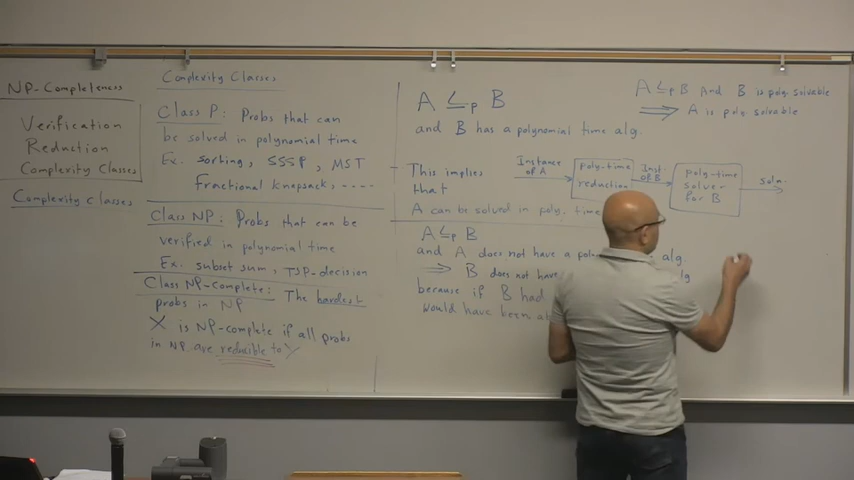 NP-Completeness
Verification
Reduction
Complexity Classes
Complexity Classes
Complexity Classes
Class P: Probs that can
be solved in polynomial time
Ex. sorting, SSSP, MST
Fractional knapsack, ----
Class NP: Probs that can be
verified in polynomial time
Ex. subset sum, TSP-decision
Class NP-Complete: The hardest
probs in NP
X is NP-complete if all probs
in NP are reducible to
A ≤p B
and B has a polynomial time alg.
This implies
that
A can be solved in poly. time
Instance of A
poly-time reduction
Inst. of B
poly-time solver for B
soln.
A ≤p B
and A does not have a alg.
⟹ B does not have alg
because if B had
would have been
A ≤p B and B is poly solvable
⟹ A is poly solvable